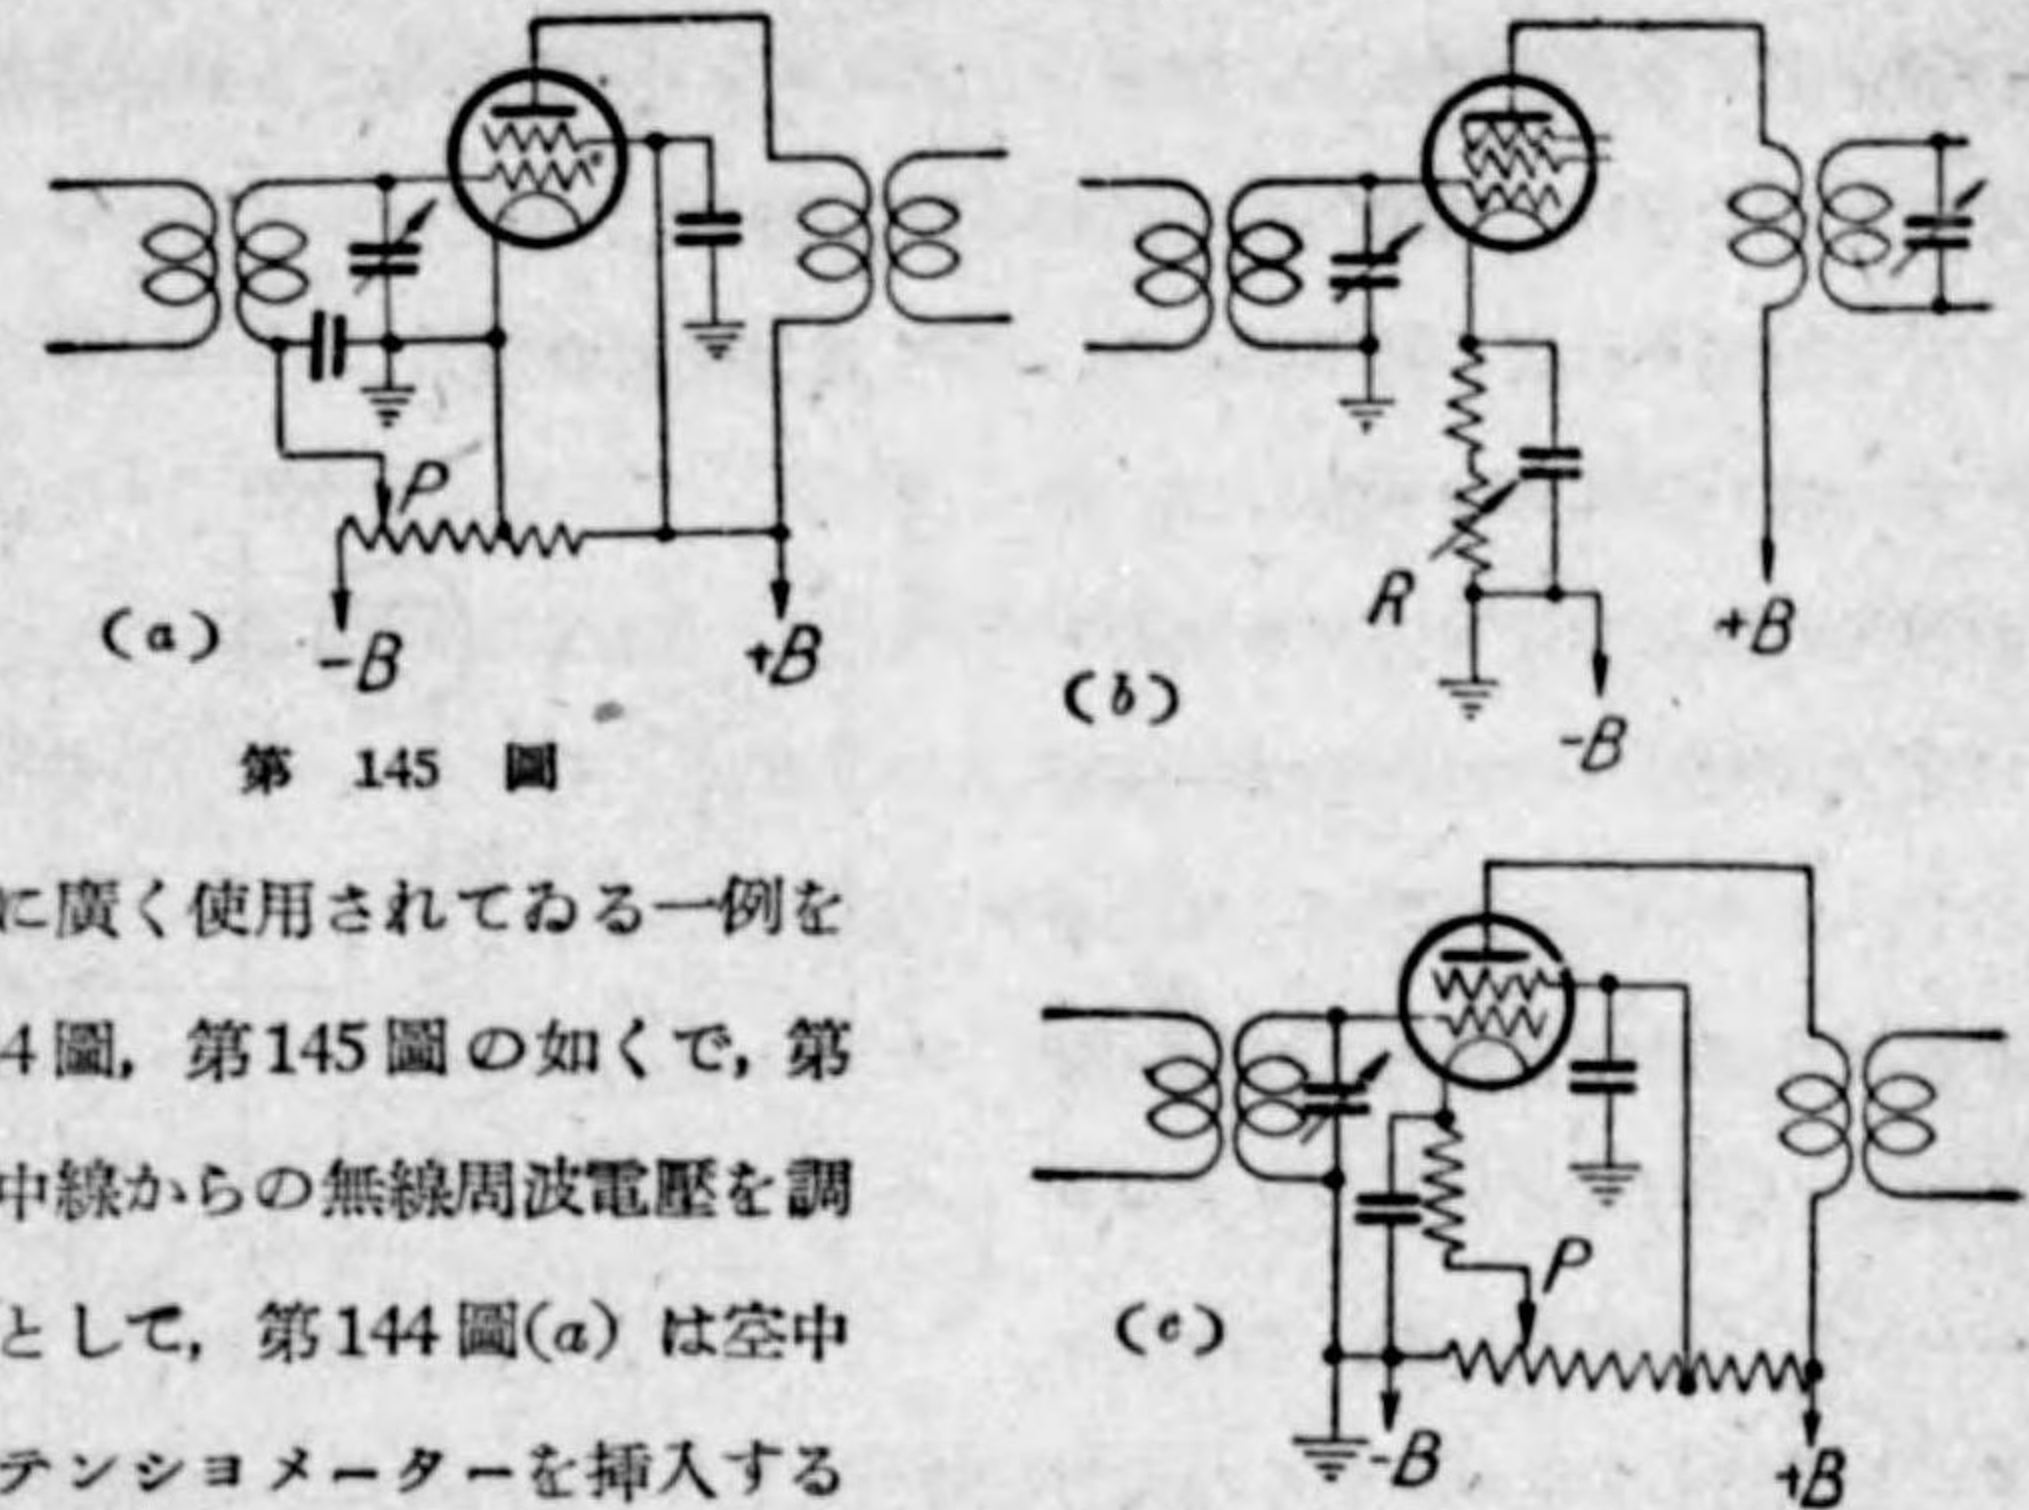 P
(a)
-B
+B
R
(b)
-B
+B
第 145 圖
に廣く使用されてゐる一例を
4圖, 第145圖の如くで, 第
中線からの無線周波電壓を調
として, 第144圖(a) は空中
テンショメーターを挿入する
P
(c)
-B
+B